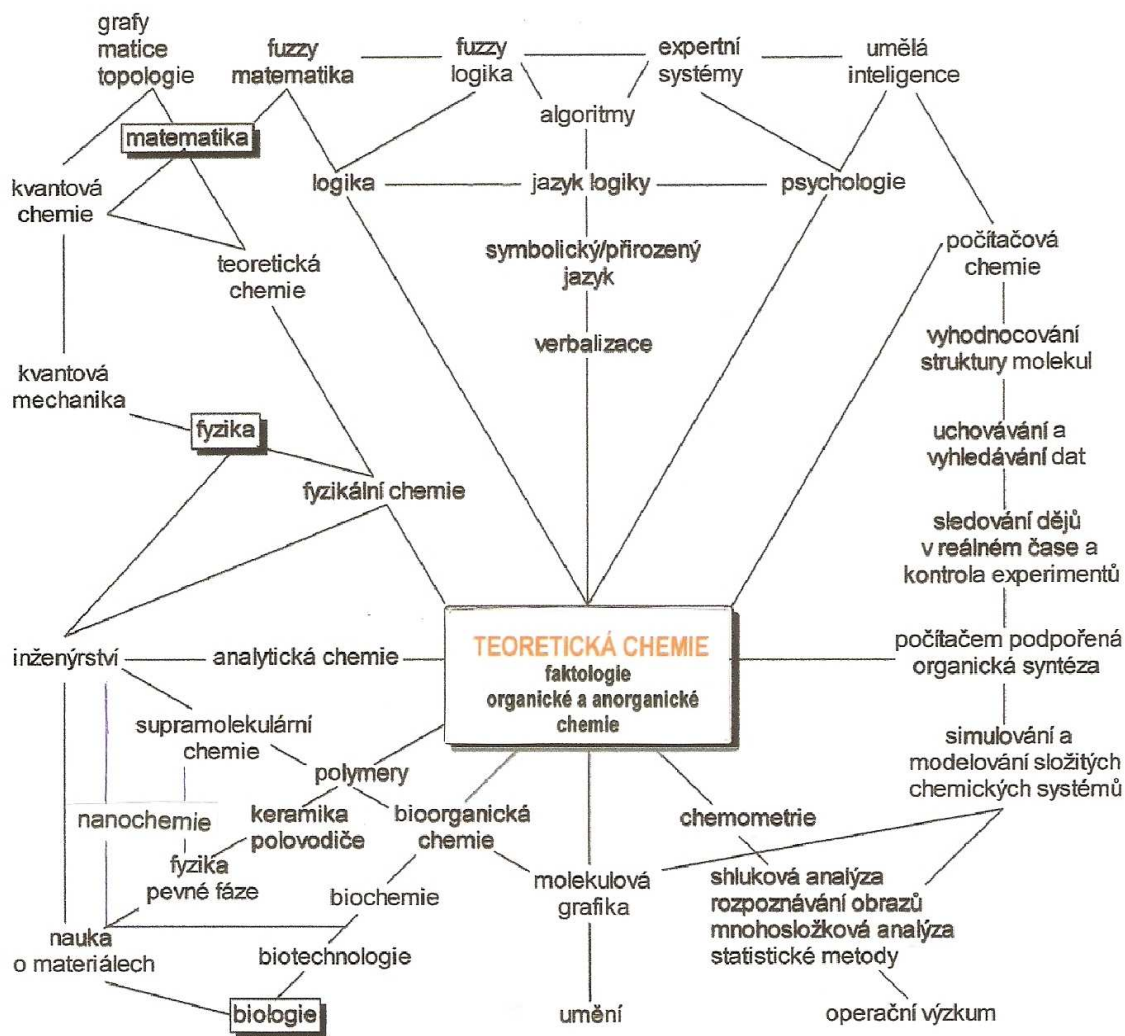 grafy
matice
topologie
fuzzy
matematika
fuzzy
logika
expertní
systémy
umělá
inteligence
algoritmy
matematika
kvantová
chemie
logika
jazyk logiky
psychologie
teoretická
chemie
symbolický/přirozený
jazyk
počítačová
chemie
verbalizace
vyhodnocování
struktury molekul
kvantová
mechanika
fyzika
uchovávání a
vyhledávání dat
fyzikální chemie
sledování dějů
v reálném čase a
kontrola experimentů
inženýrství
analytická chemie
TEORETICKÁ CHEMIE
faktologie
organické a anorganické
chemie
počítačem podpořená
organická syntéza
supramolekulární
chemie
simulování a
modelování složitých
chemických systémů
polymery
nanochemie
keramika
polovodiče
bioorganická
chemie
chemometrie
fyzika
pevné fáze
biochemie
molekulová
grafika
shluková analýza
rozpoznávání obrazů
mnohosložková analýza
statistické metody
nauka
o materiálech
biotechnologie
biologie
umění
operační výzkum